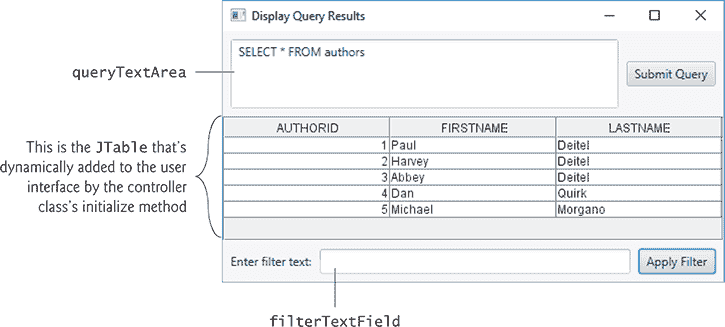 Display Query Results
queryTextArea
SELECT * FROM authors
Submit Query
This is the JTable that's
dynamically added to the user
interface by the controller
class's initialize method
AUTHORID FIRSTNAME LASTNAME
1 Paul Deitel
2 Harvey Deitel
3 Abbey Deitel
4 Dan Quirk
5 Michael Morgano
Enter filter text:
Apply Filter
filterTextField